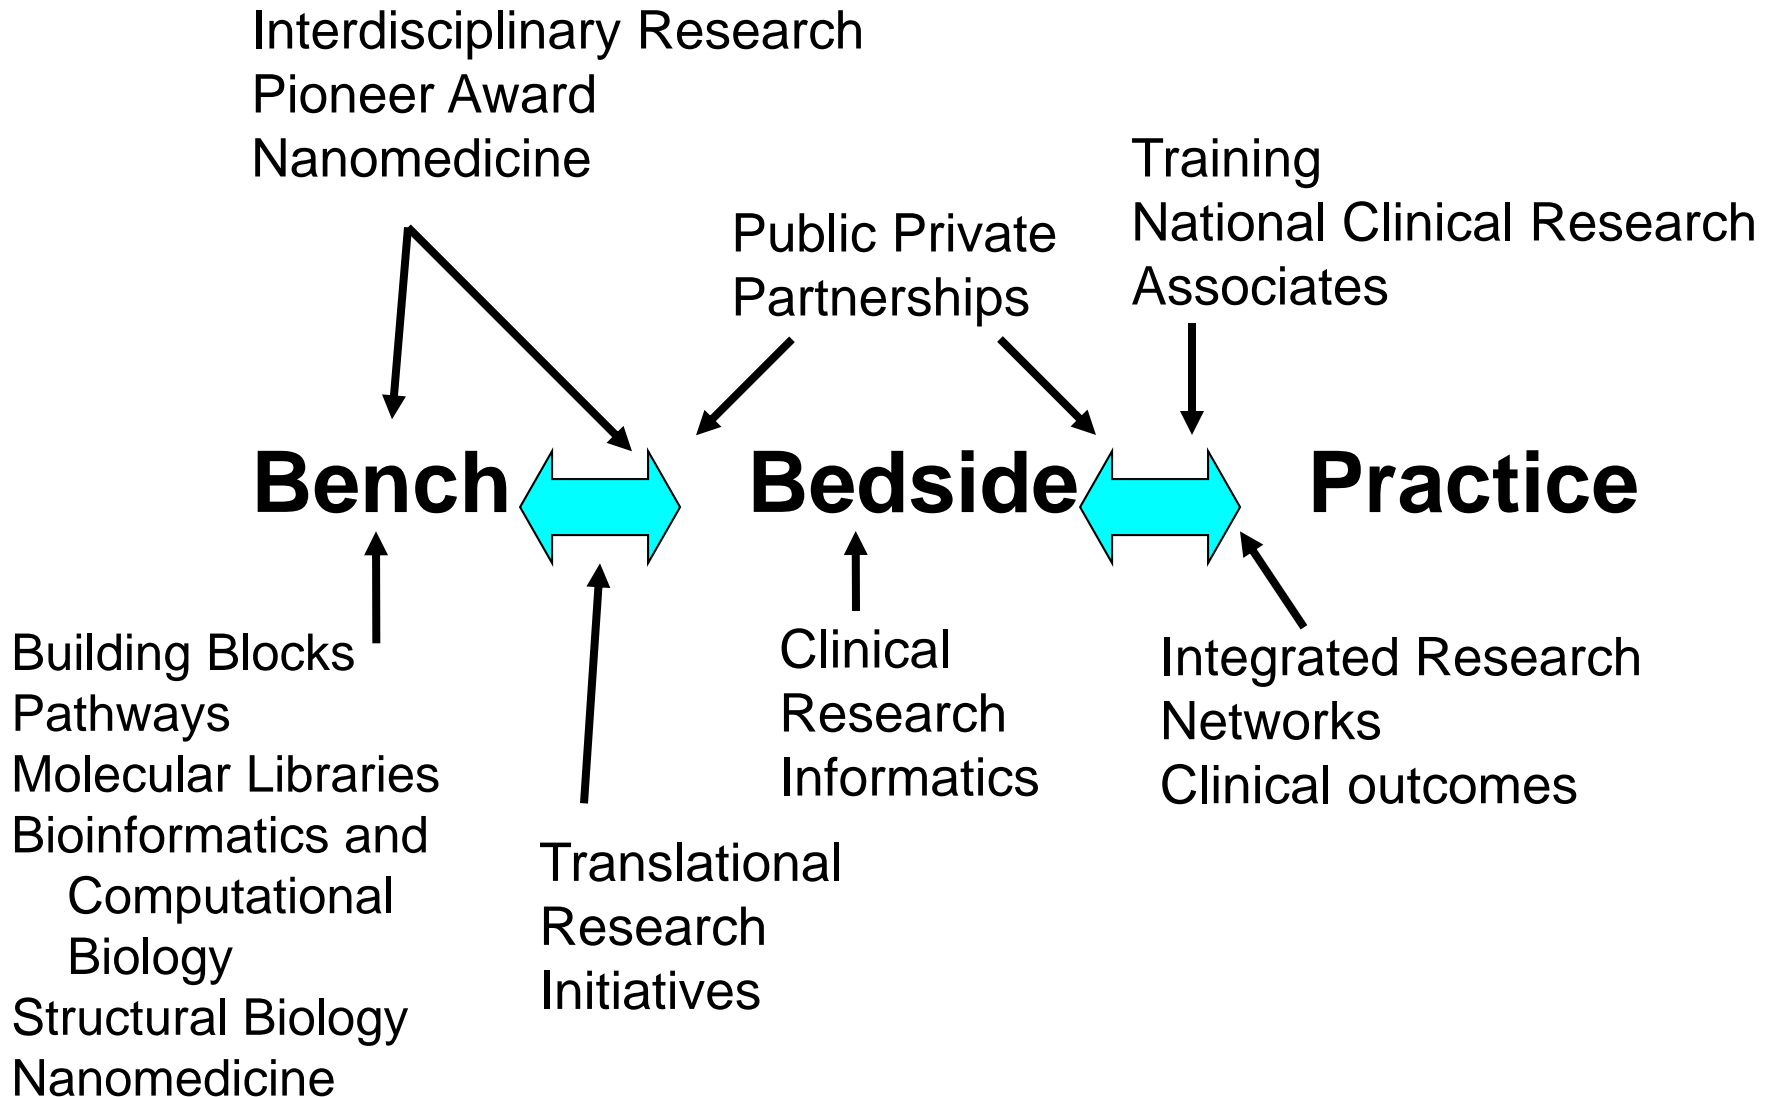 Interdisciplinary Research
Pioneer Award
Nanomedicine
Public Private
Partnerships
Training
National Clinical Research
Associates
Bench
Bedside
Practice
Building Blocks
Pathways
Molecular Libraries
Bioinformatics and
Computational
Biology
Structural Biology
Nanomedicine
Translational
Research
Initiatives
Clinical
Research
Informatics
Integrated Research
Networks
Clinical outcomes